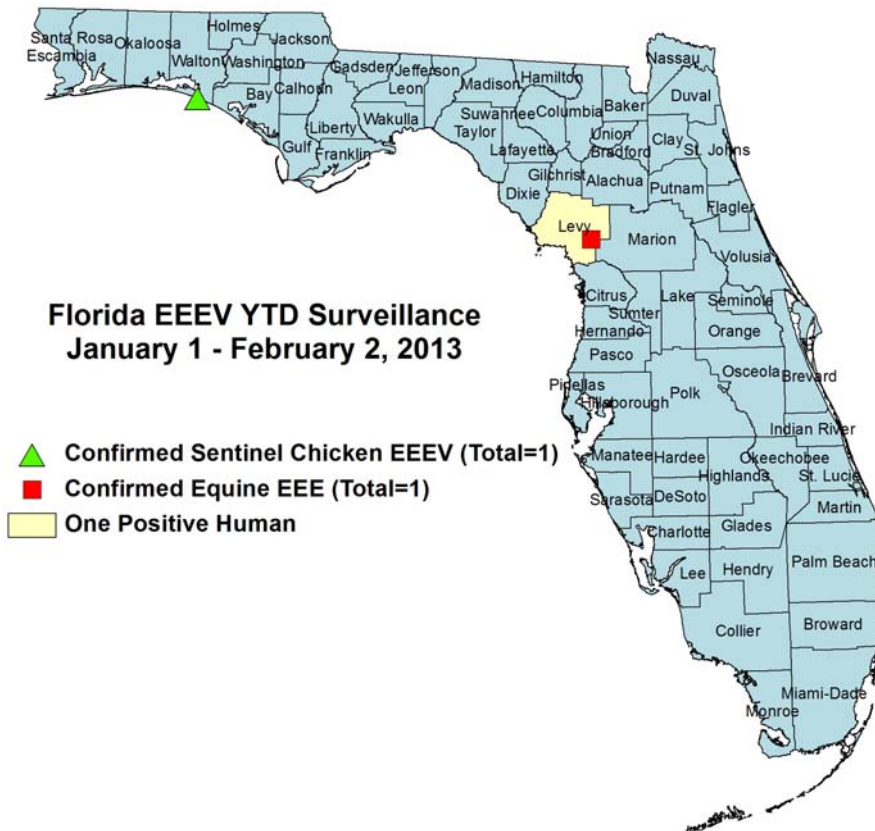 Holmes
Santa Rosa
Okaloosa
Jackson
Escambia
Walton
Washington
Gadsden
Jefferson
Hamilton
Nassau
Bay
Calhoun
Leon
Madison
Columbia
Baker
Duval
Liberty
Wakulla
Suwannee
Taylor
Union
Clay
Gulf
Franklin
Lafayette
Bradford
St. Johns
Gilchrist
Alachua
Putnam
Dixie
Flagler
Levy
Marion
Volusia
Citrus
Lake
Seminole
Sumter
Florida EEEV YTD Surveillance
January 1 - February 2, 2013
Hernando
Orange
Pasco
Osceola
Brevard
Pinellas
Hillsborough
Polk
Indian River
Confirmed Sentinel Chicken EEEV (Total=1)
Manatee
Hardee
Okeechobee
Highlands
St. Lucie
Confirmed Equine EEE (Total=1)
Sarasota
DeSoto
Martin
One Positive Human
Charlotte
Glades
Lee
Hendry
Palm Beach
Collier
Broward
Miami-Dade
Monroe